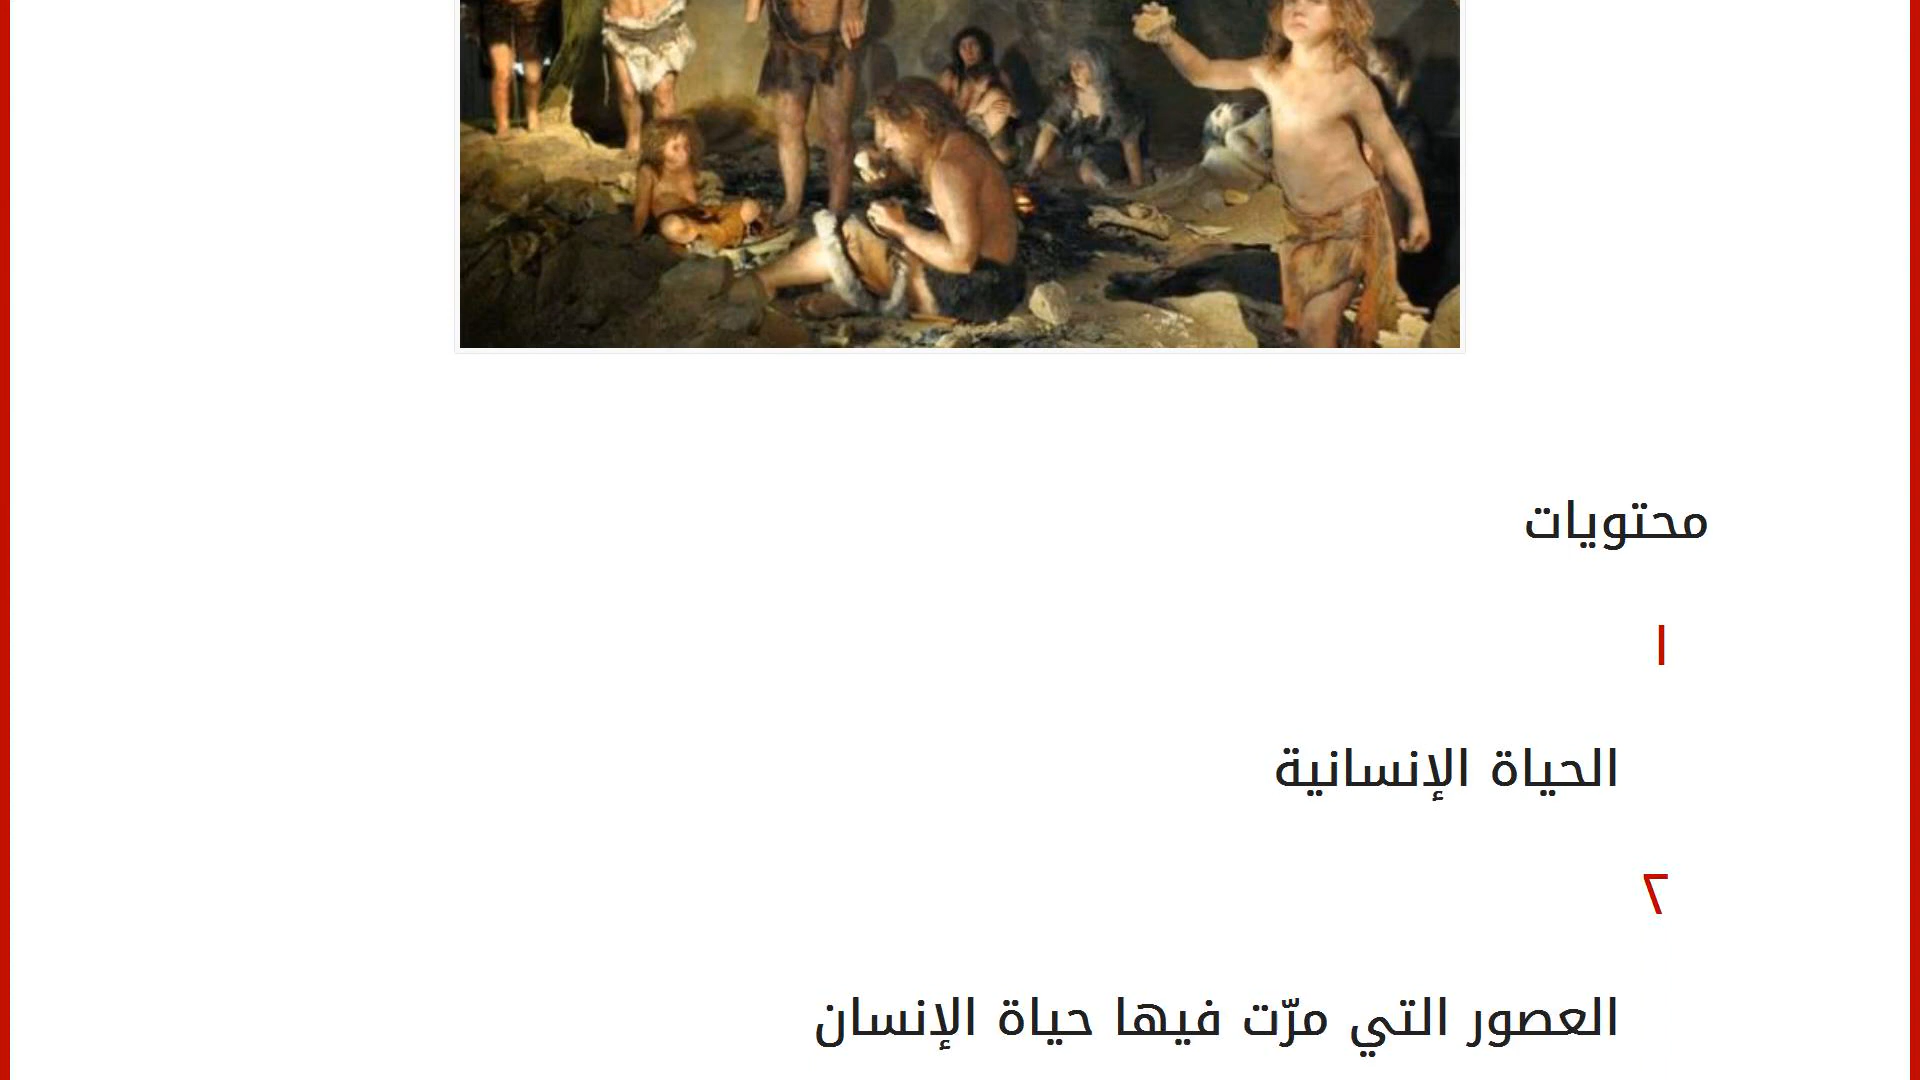 محتويات
١
الحياة الإنسانية
٢
العصور التي مرّت فيها حياة الإنسان